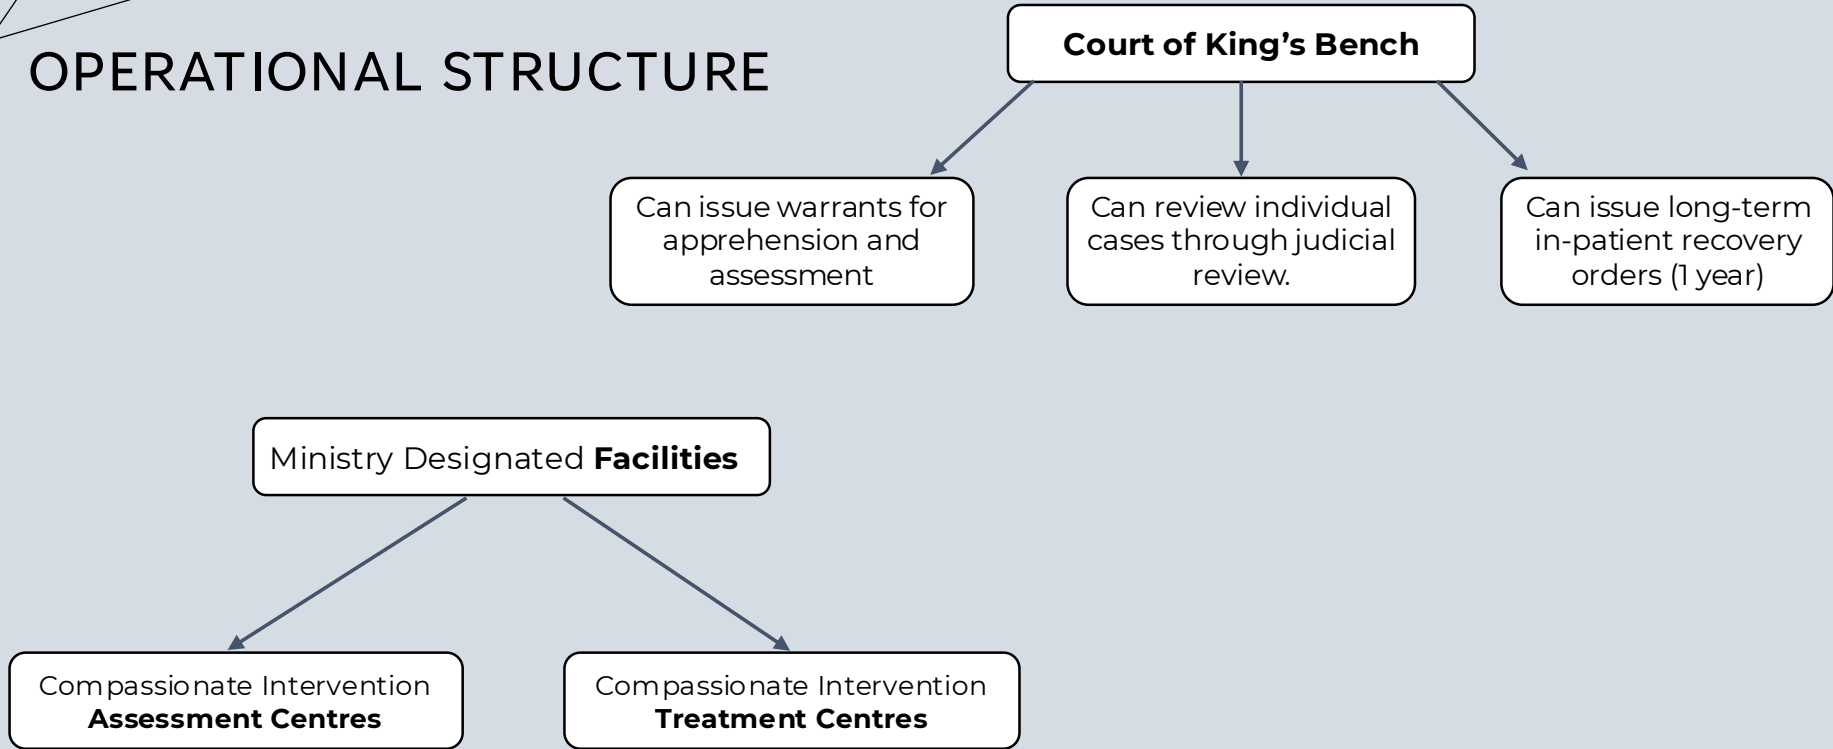 OPERATIONAL STRUCTURE
Court of King’s Bench
Can issue warrants for
apprehension and
assessment
Can review individual
cases through judicial
review.
Can issue long-term
in-patient recovery
orders (1 year)
Ministry Designated Facilities
Compassionate Intervention
Assessment Centres
Compassionate Intervention
Treatment Centres